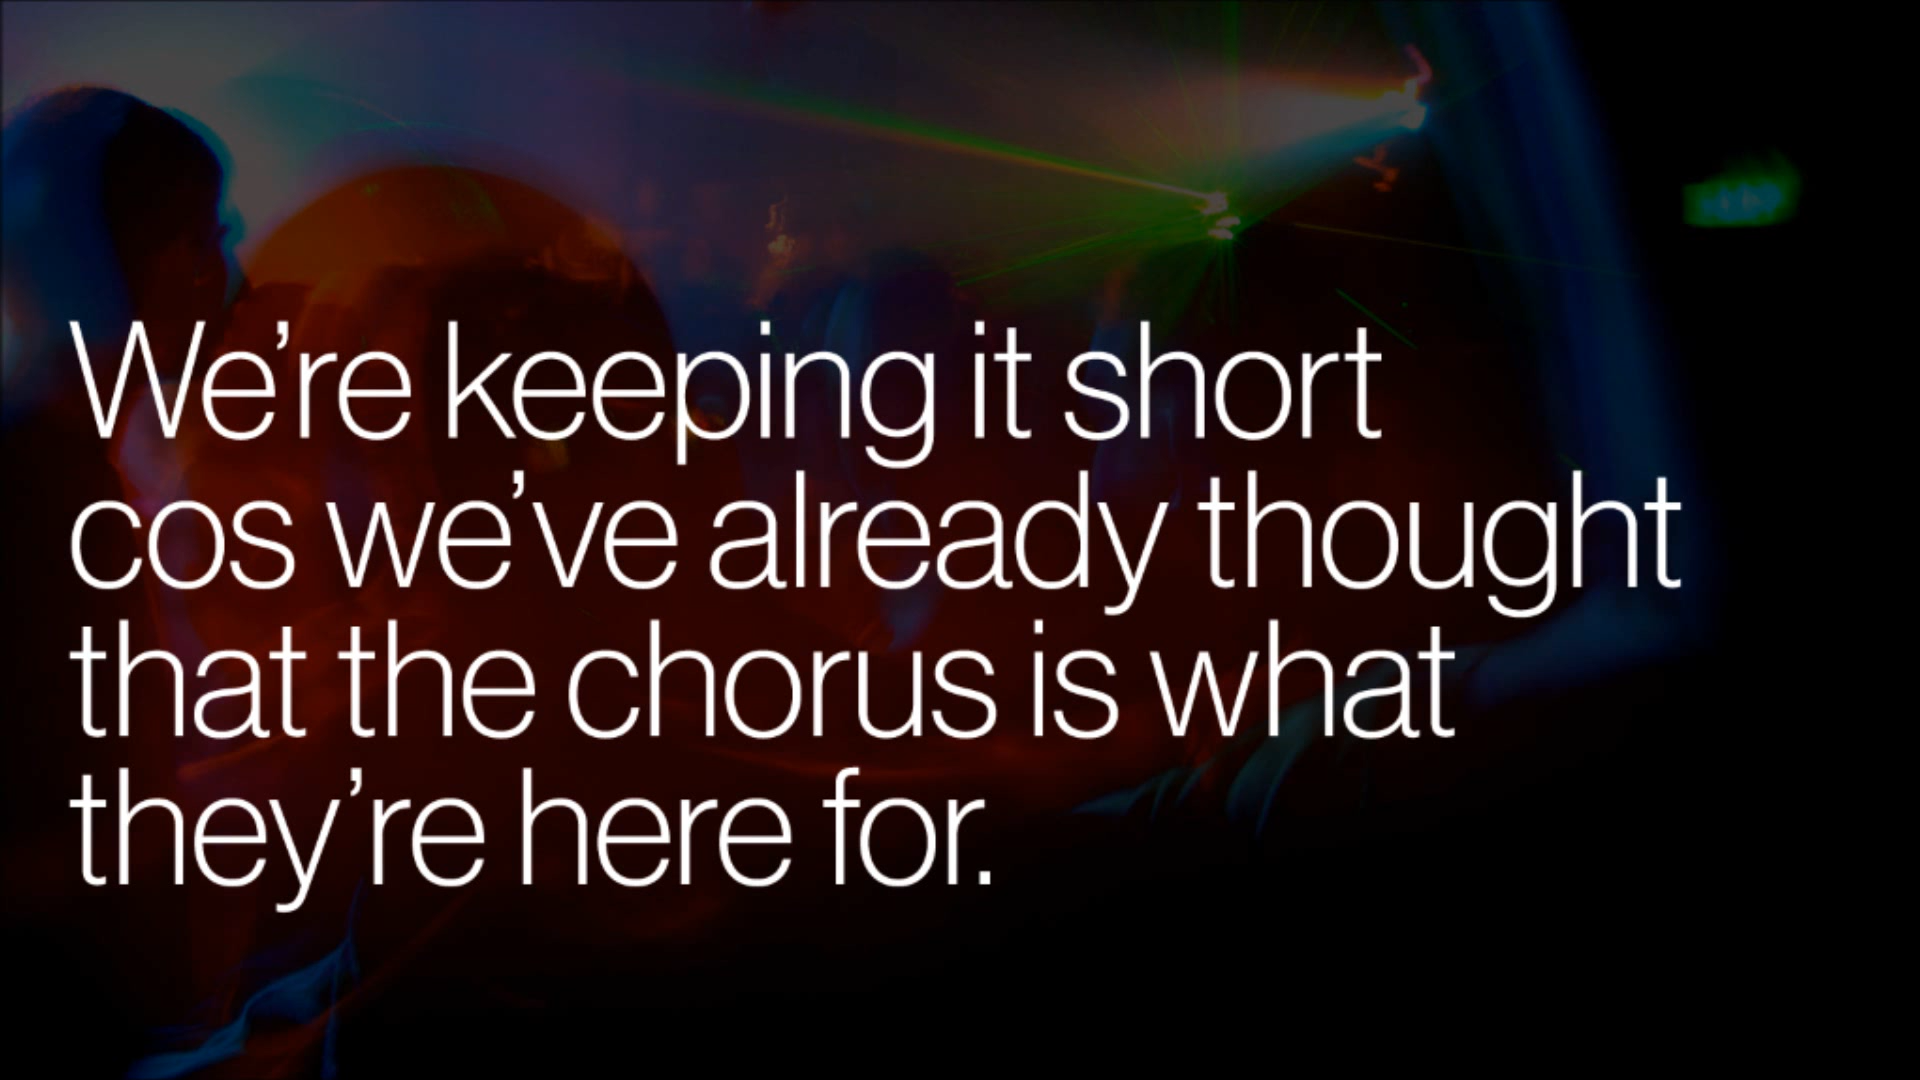 We’re keeping it short
cos we’ve already thought
that the chorus is what
they’re here for.